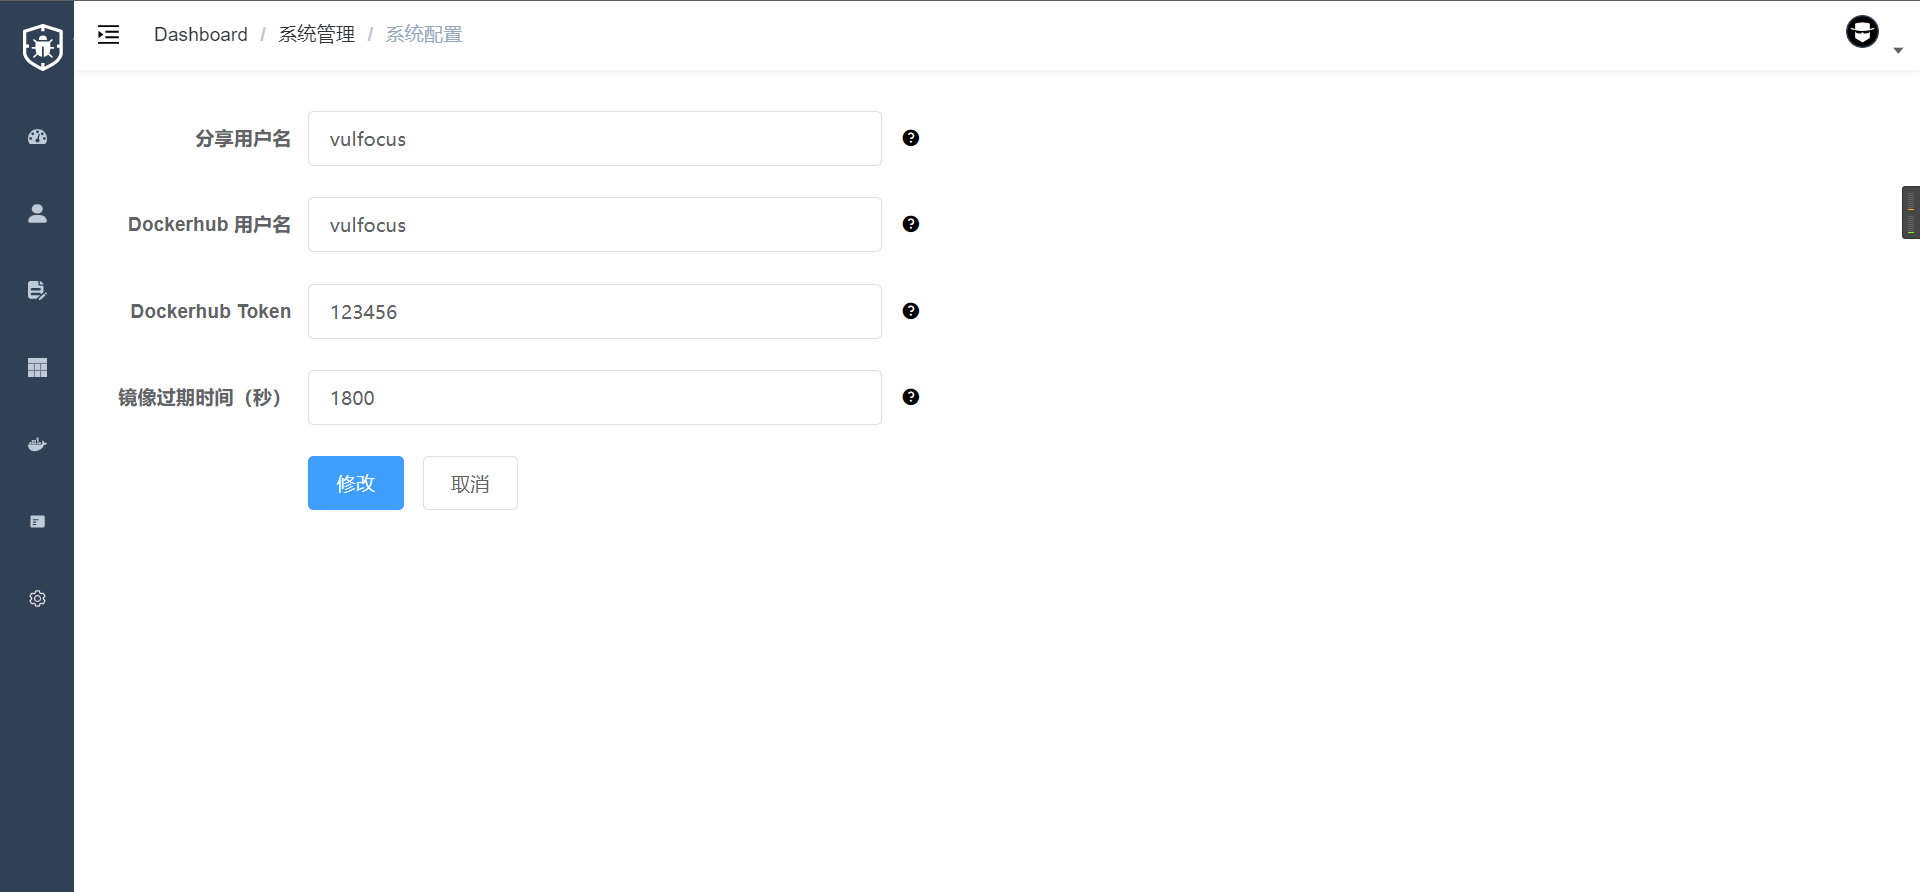 Dashboard / 系统管理 / 系统配置
分享用户名 vulfocus
Dockerhub 用户名 vulfocus
Dockerhub Token 123456
镜像过期时间（秒） 1800
修改 取消